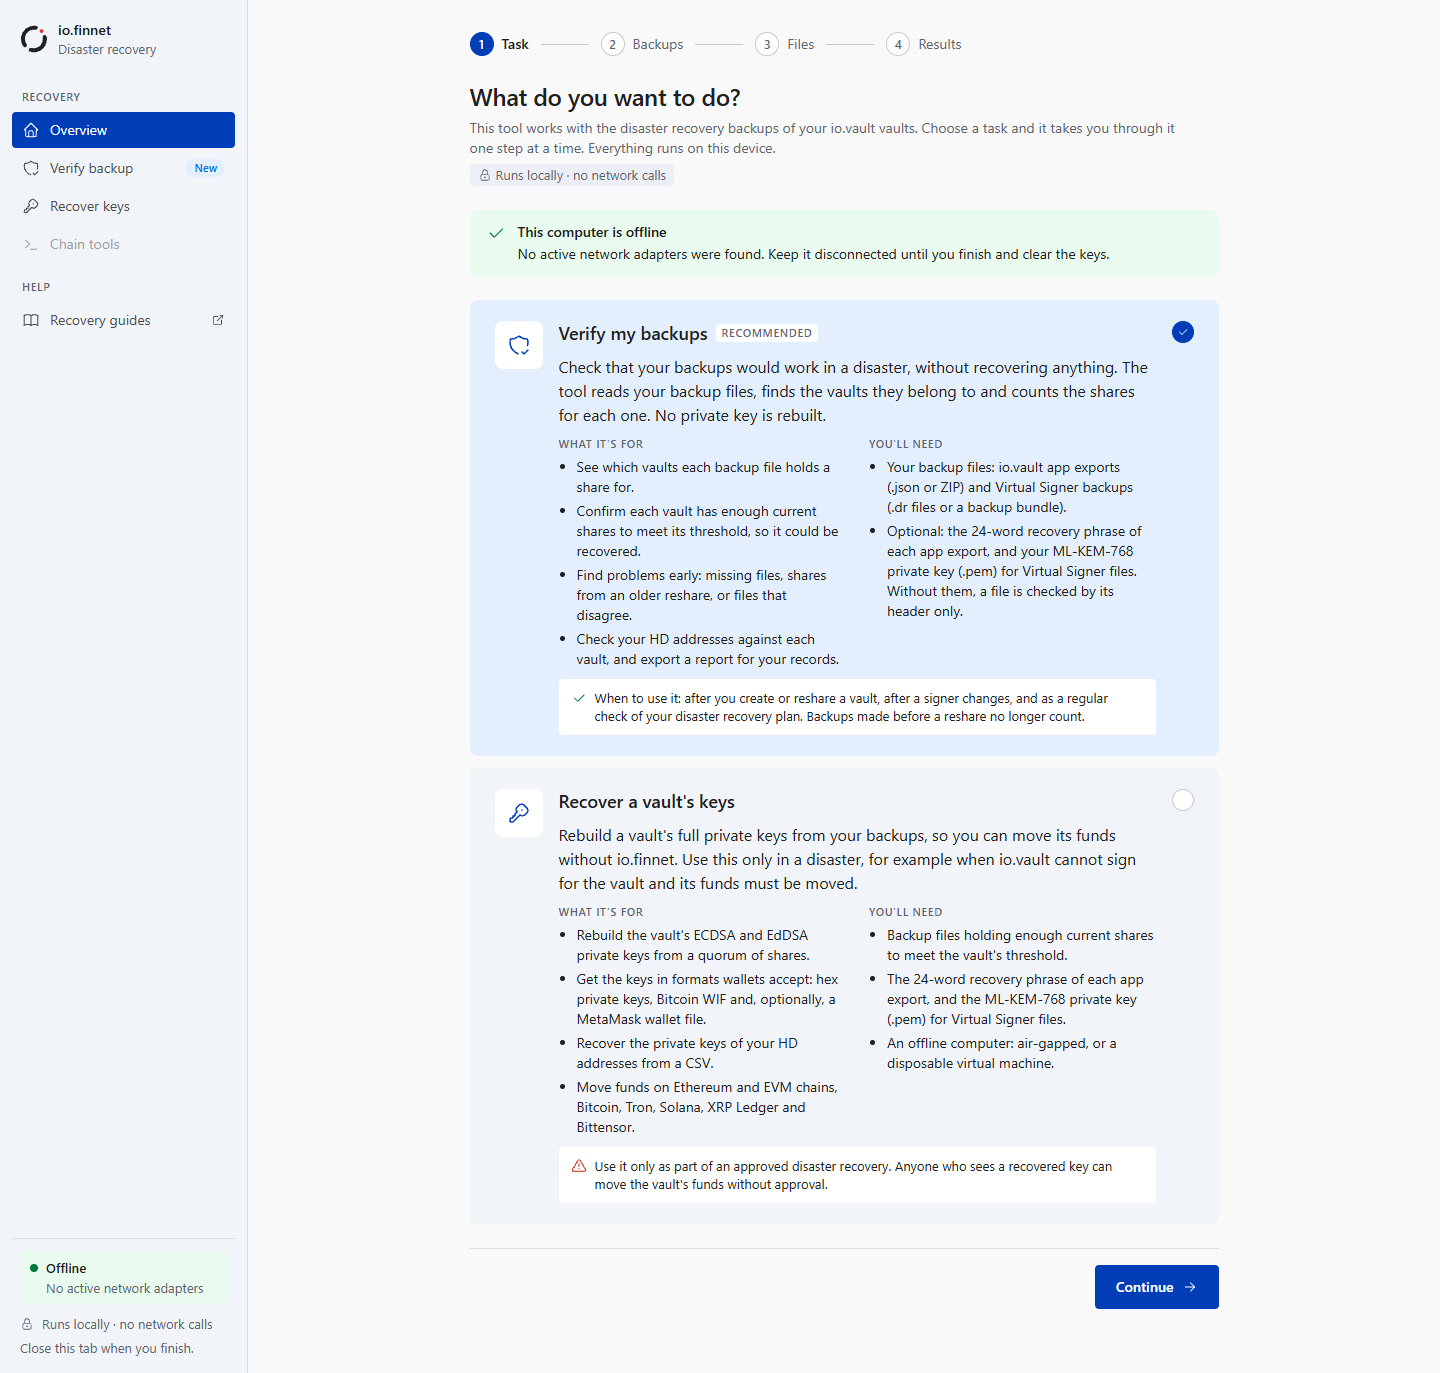 io.finnet
Disaster recovery
RECOVERY
Overview
Verify backup New
Recover keys
Chain tools
HELP
Recovery guides
Offline
No active network adapters
Runs locally · no network calls
Close this tab when you finish.
1 Task 2 Backups 3 Files 4 Results
What do you want to do?
This tool works with the disaster recovery backups of your io.vault vaults. Choose a task and it takes you through it
one step at a time. Everything runs on this device.
Runs locally · no network calls
This computer is offline
No active network adapters were found. Keep it disconnected until you finish and clear the keys.
Verify my backups RECOMMENDED
Check that your backups would work in a disaster, without recovering anything. The
tool reads your backup files, finds the vaults they belong to and counts the shares
for each one. No private key is rebuilt.
WHAT IT'S FOR
• See which vaults each backup file holds a
share for.
• Confirm each vault has enough current
shares to meet its threshold, so it could be
recovered.
• Find problems early: missing files, shares
from an older reshare, or files that
disagree.
• Check your HD addresses against each
vault, and export a report for your records.
YOU'LL NEED
• Your backup files: io.vault app exports
(.json or ZIP) and Virtual Signer backups
(.dr files or a backup bundle).
• Optional: the 24-word recovery phrase of
each app export, and your ML-KEM-768
private key (.pem) for Virtual Signer files.
Without them, a file is checked by its
header only.
When to use it: after you create or reshare a vault, after a signer changes, and as a regular
check of your disaster recovery plan. Backups made before a reshare no longer count.
Recover a vault's keys
Rebuild a vault's full private keys from your backups, so you can move its funds
without io.finnet. Use this only in a disaster, for example when io.vault cannot sign
for the vault and its funds must be moved.
WHAT IT'S FOR
• Rebuild the vault's ECDSA and EdDSA
private keys from a quorum of shares.
• Get the keys in formats wallets accept: hex
private keys, Bitcoin WIF and, optionally, a
MetaMask wallet file.
• Recover the private keys of your HD
addresses from a CSV.
• Move funds on Ethereum and EVM chains,
Bitcoin, Tron, Solana, XRP Ledger and
Bittensor.
YOU'LL NEED
• Backup files holding enough current shares
to meet the vault's threshold.
• The 24-word recovery phrase of each app
export, and the ML-KEM-768 private key
(.pem) for Virtual Signer files.
• An offline computer: air-gapped, or a
disposable virtual machine.
Use it only as part of an approved disaster recovery. Anyone who sees a recovered key can
move the vault's funds without approval.
Continue